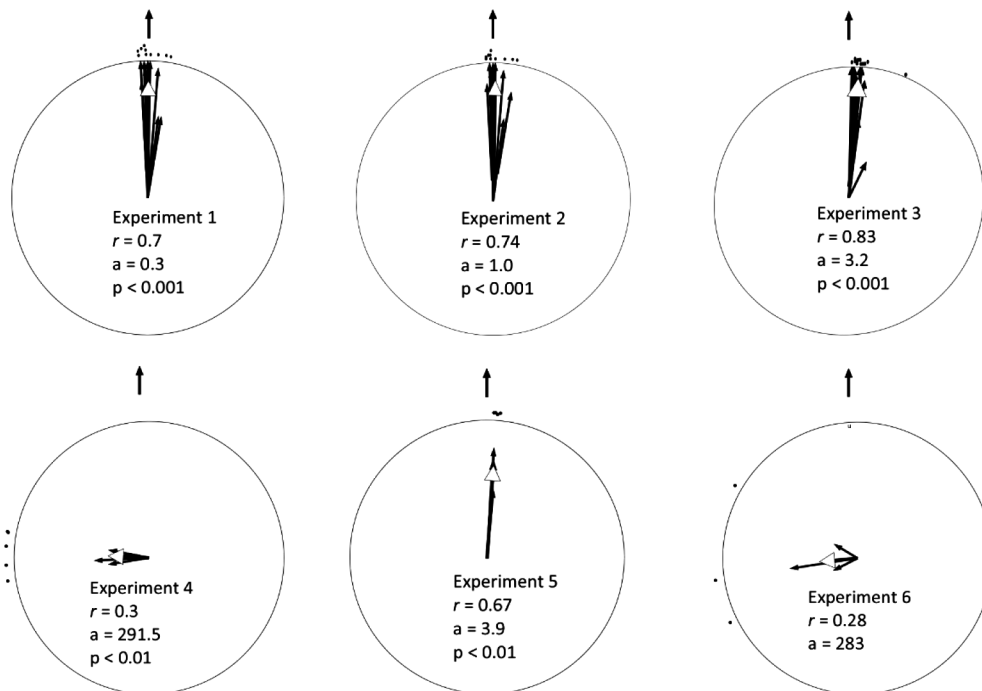 Experiment 1
r = 0.7
a = 0.3
p < 0.001
Experiment 2
r = 0.74
a = 1.0
p < 0.001
Experiment 3
r = 0.83
a = 3.2
p < 0.001
Experiment 4
r = 0.3
a = 291.5
p < 0.01
Experiment 5
r = 0.67
a = 3.9
p < 0.01
Experiment 6
r = 0.28
a = 283